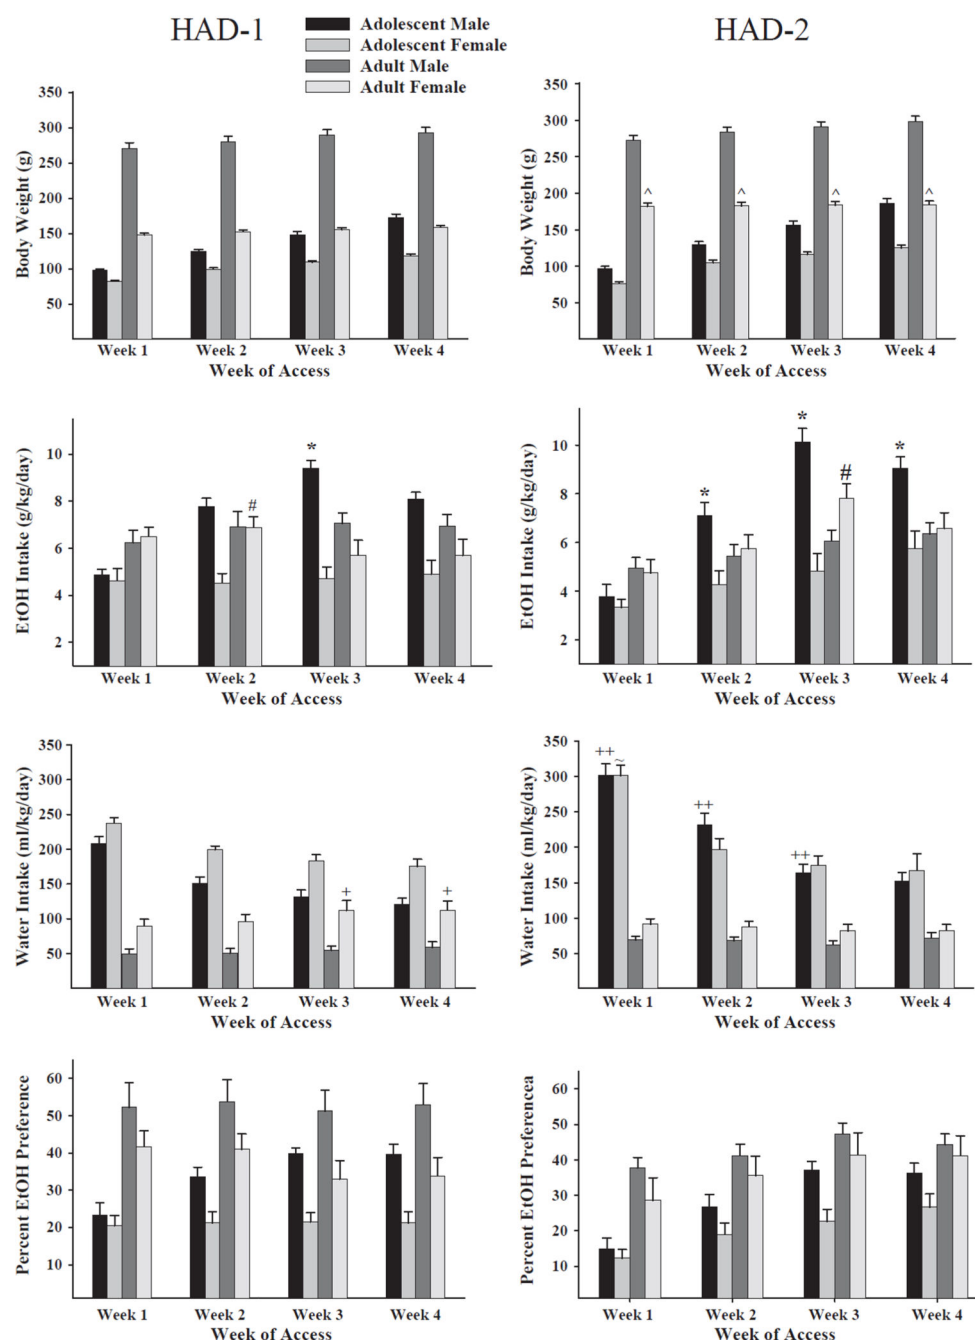 HAD-1
HAD-2
Adolescent Male
Adolescent Female
Adult Male
Adult Female
Body Weight (g)
350
300
250
200
150
100
50
Week 1 Week 2 Week 3 Week 4
Week of Access
Body Weight (g)
350
300
250
200
150
100
50
^ ^ ^ ^
Week 1 Week 2 Week 3 Week 4
Week of Access
EtOH Intake (g/kg/day)
10
8
6
4
2
# *
Week 1 Week 2 Week 3 Week 4
Week of Access
EtOH Intake (g/kg/day)
10
8
6
4
2
* * # *
Week 1 Week 2 Week 3 Week 4
Week of Access
Water Intake (ml/kg/day)
350
300
250
200
150
100
50
+ +
Week 1 Week 2 Week 3 Week 4
Week of Access
Water Intake (ml/kg/day)
350
300
250
200
150
100
50
++ ~ ++ ++
Week 1 Week 2 Week 3 Week 4
Week of Access
Percent EtOH Preference
60
50
40
30
20
10
Week 1 Week 2 Week 3 Week 4
Week of Access
Percent EtOH Preferencea
60
50
40
30
20
10
Week 1 Week 2 Week 3 Week 4
Week of Access